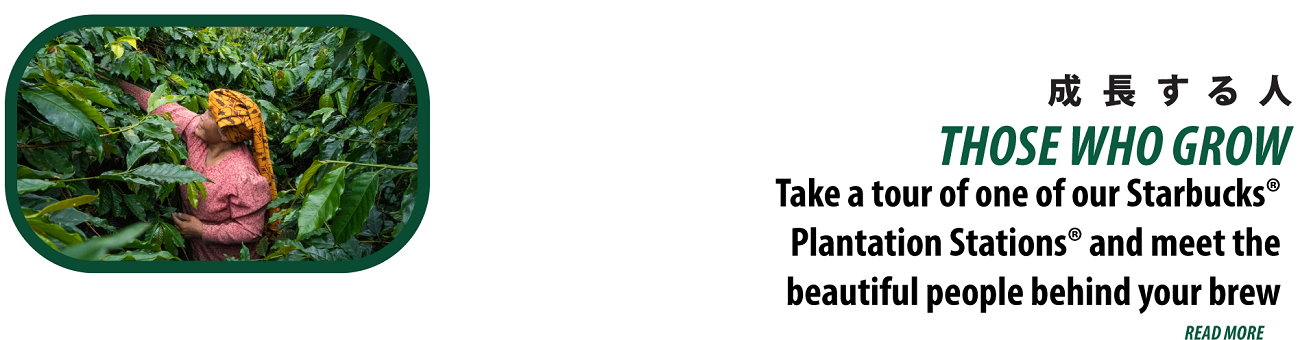 成長する人
THOSE WHO GROW
Take a tour of one of our Starbucks®
Plantation Stations® and meet the
beautiful people behind your brew
READ MORE